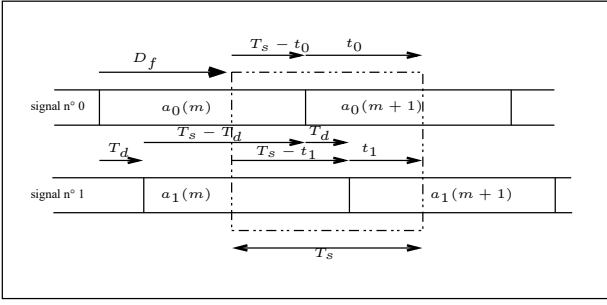 T_s − t_0 t_0
D_f
signal n° 0 a_0(m) a_0(m + 1)
T_s − T_d T_d
T_d T_s − t_1 t_1
signal n° 1 a_1(m) a_1(m + 1)
T_s